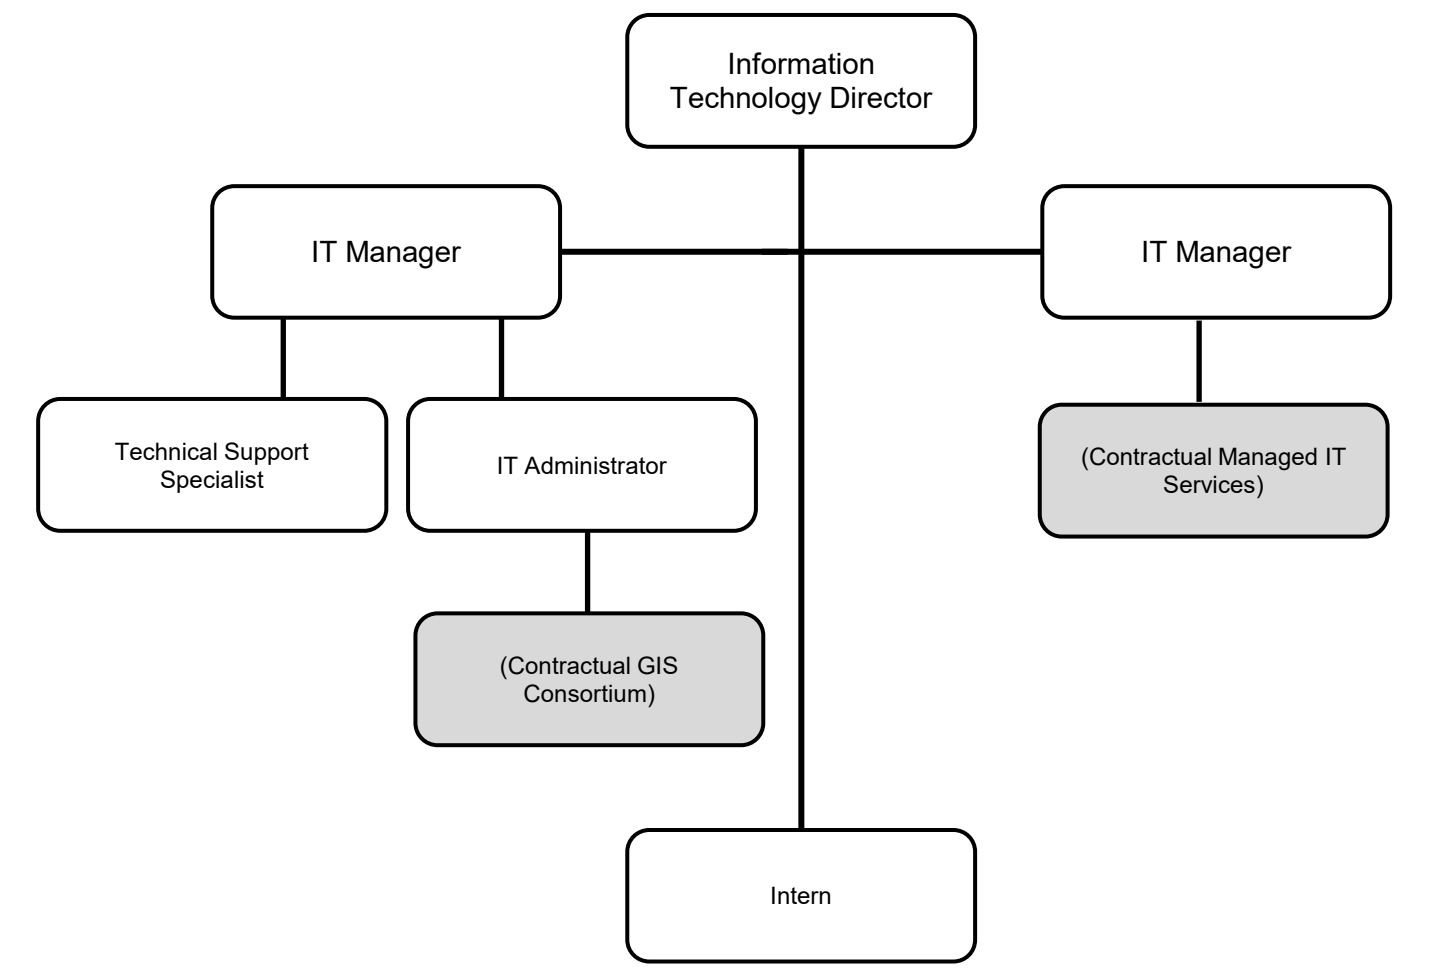 Information
Technology Director
IT Manager
IT Manager
Technical Support
Specialist
IT Administrator
(Contractual Managed IT
Services)
(Contractual GIS
Consortium)
Intern